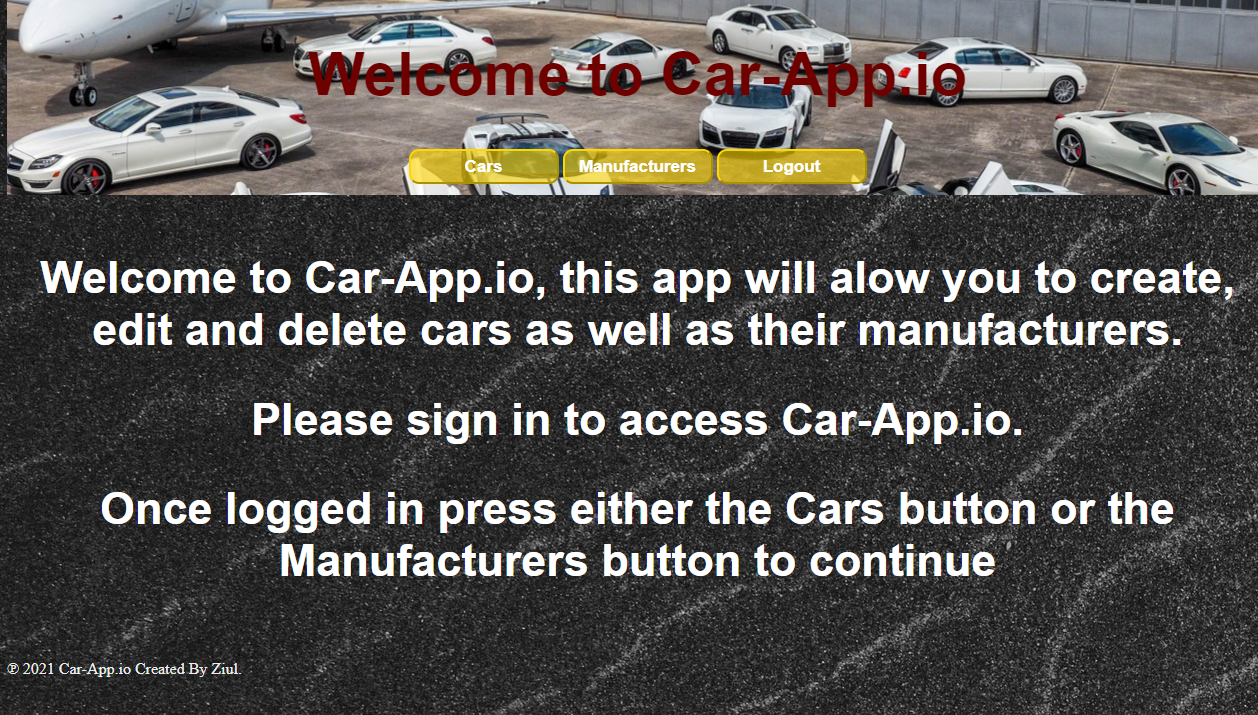 Welcome to Car-App.io
Cars Manufacturers Logout
Welcome to Car-App.io, this app will alow you to create,
edit and delete cars as well as their manufacturers.
Please sign in to access Car-App.io.
Once logged in press either the Cars button or the
Manufacturers button to continue
℗ 2021 Car-App.io Created By Ziul.